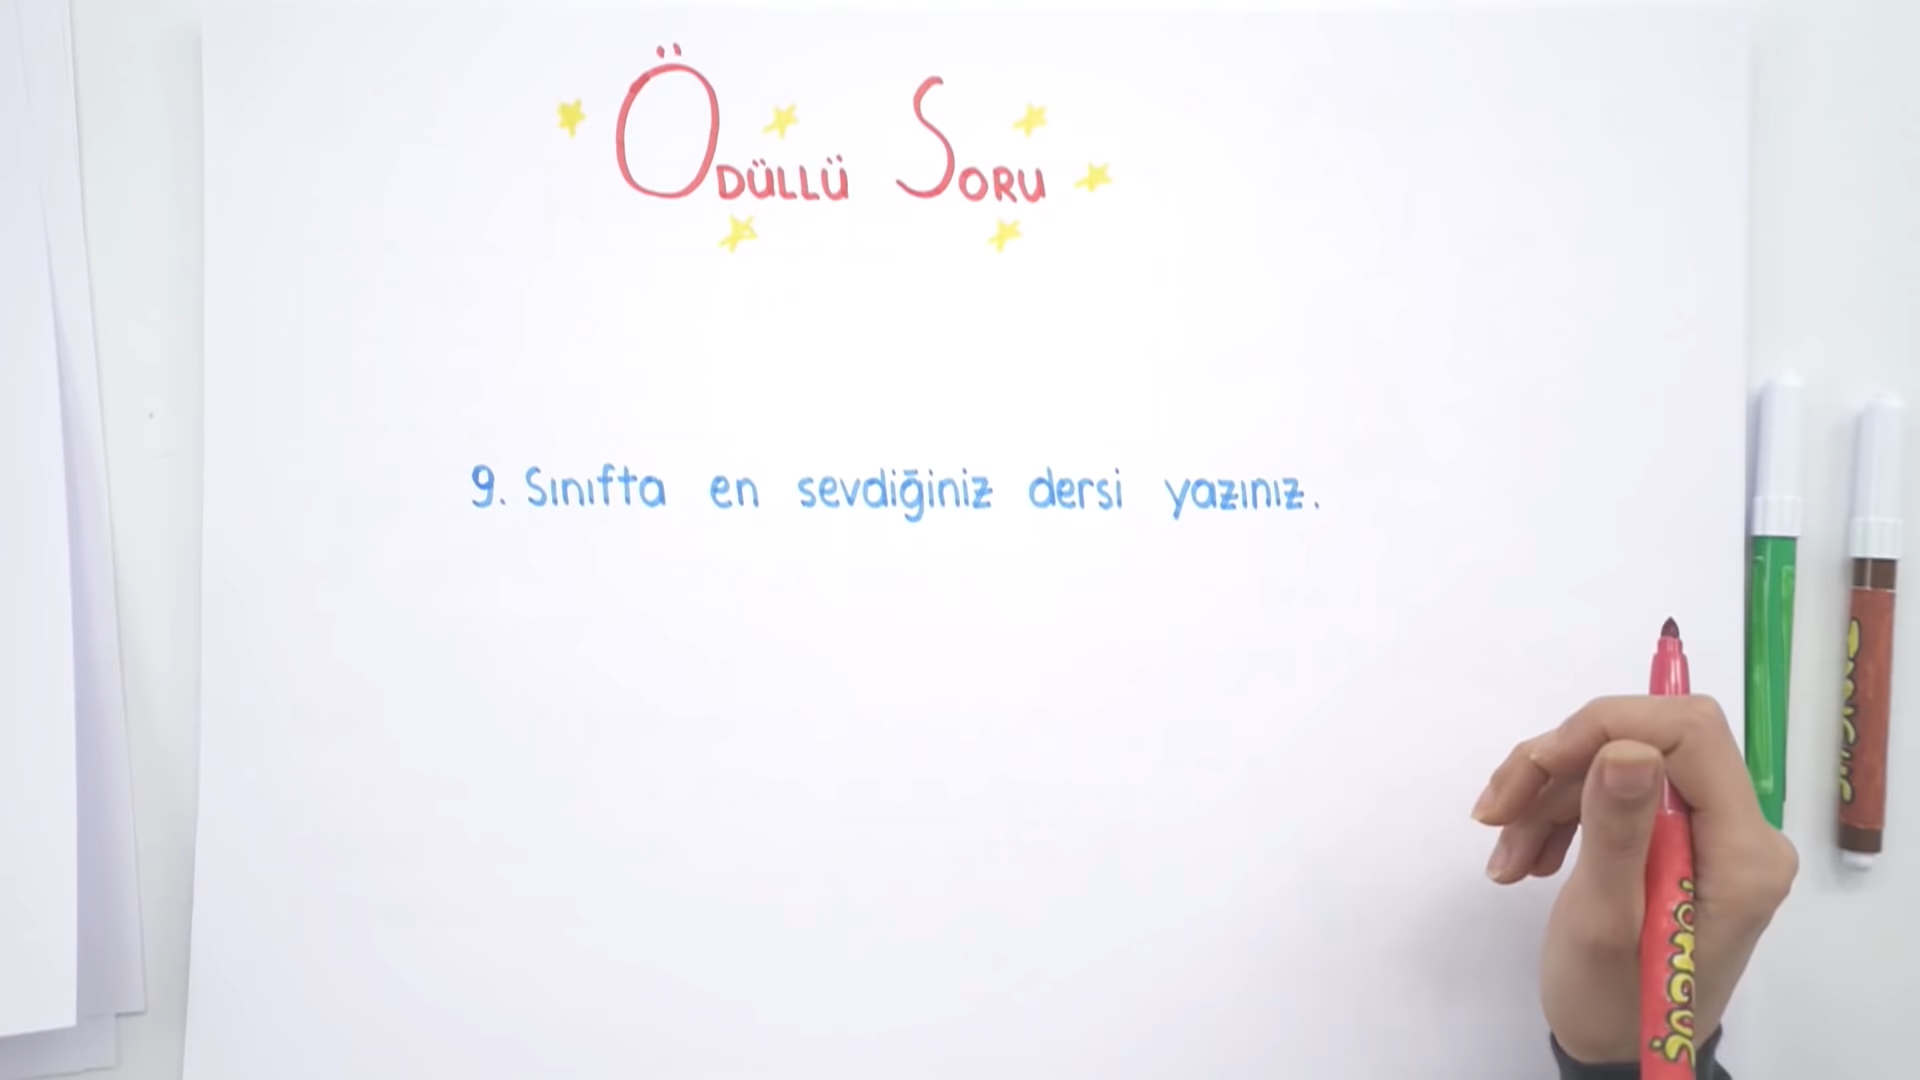 ÖDÜLLÜ SORU
9. Sınıfta en sevdiğiniz dersi yazınız.